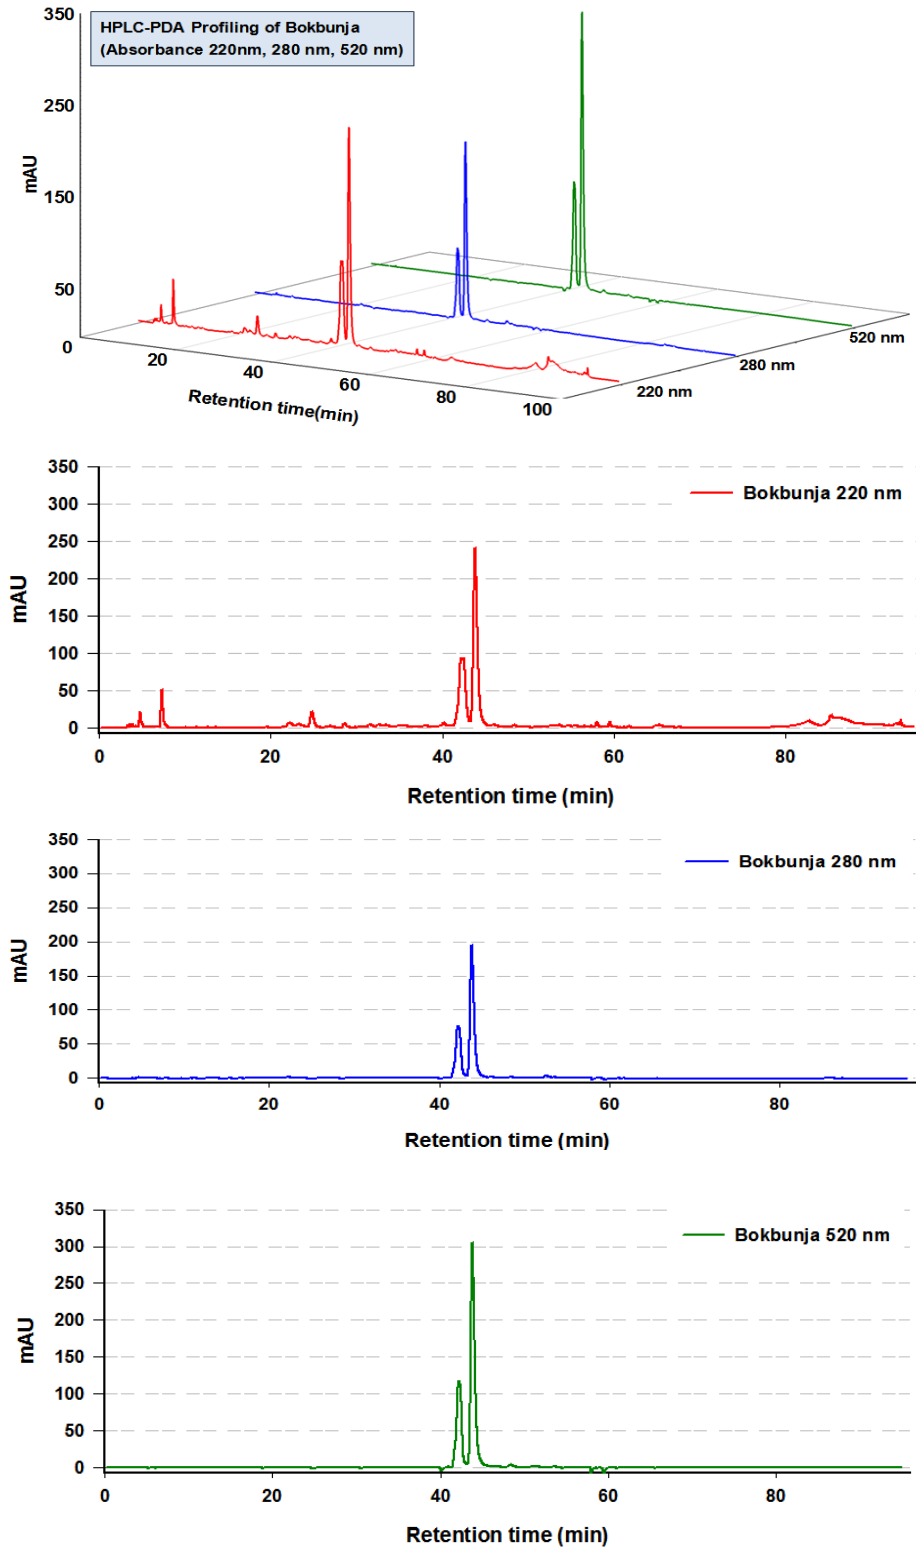 350
HPLC-PDA Profiling of Bokbunja
(Absorbance 220nm, 280 nm, 520 nm)
250
mAU
150
50
0
20
40
60
80
100
Retention time(min)
220 nm
280 nm
520 nm
350
300
250
200
150
100
50
0
mAU
Bokbunja 220 nm
0 20 40 60 80
Retention time (min)
350
300
250
200
150
100
50
0
mAU
Bokbunja 280 nm
0 20 40 60 80
Retention time (min)
350
300
250
200
150
100
50
0
mAU
Bokbunja 520 nm
0 20 40 60 80
Retention time (min)